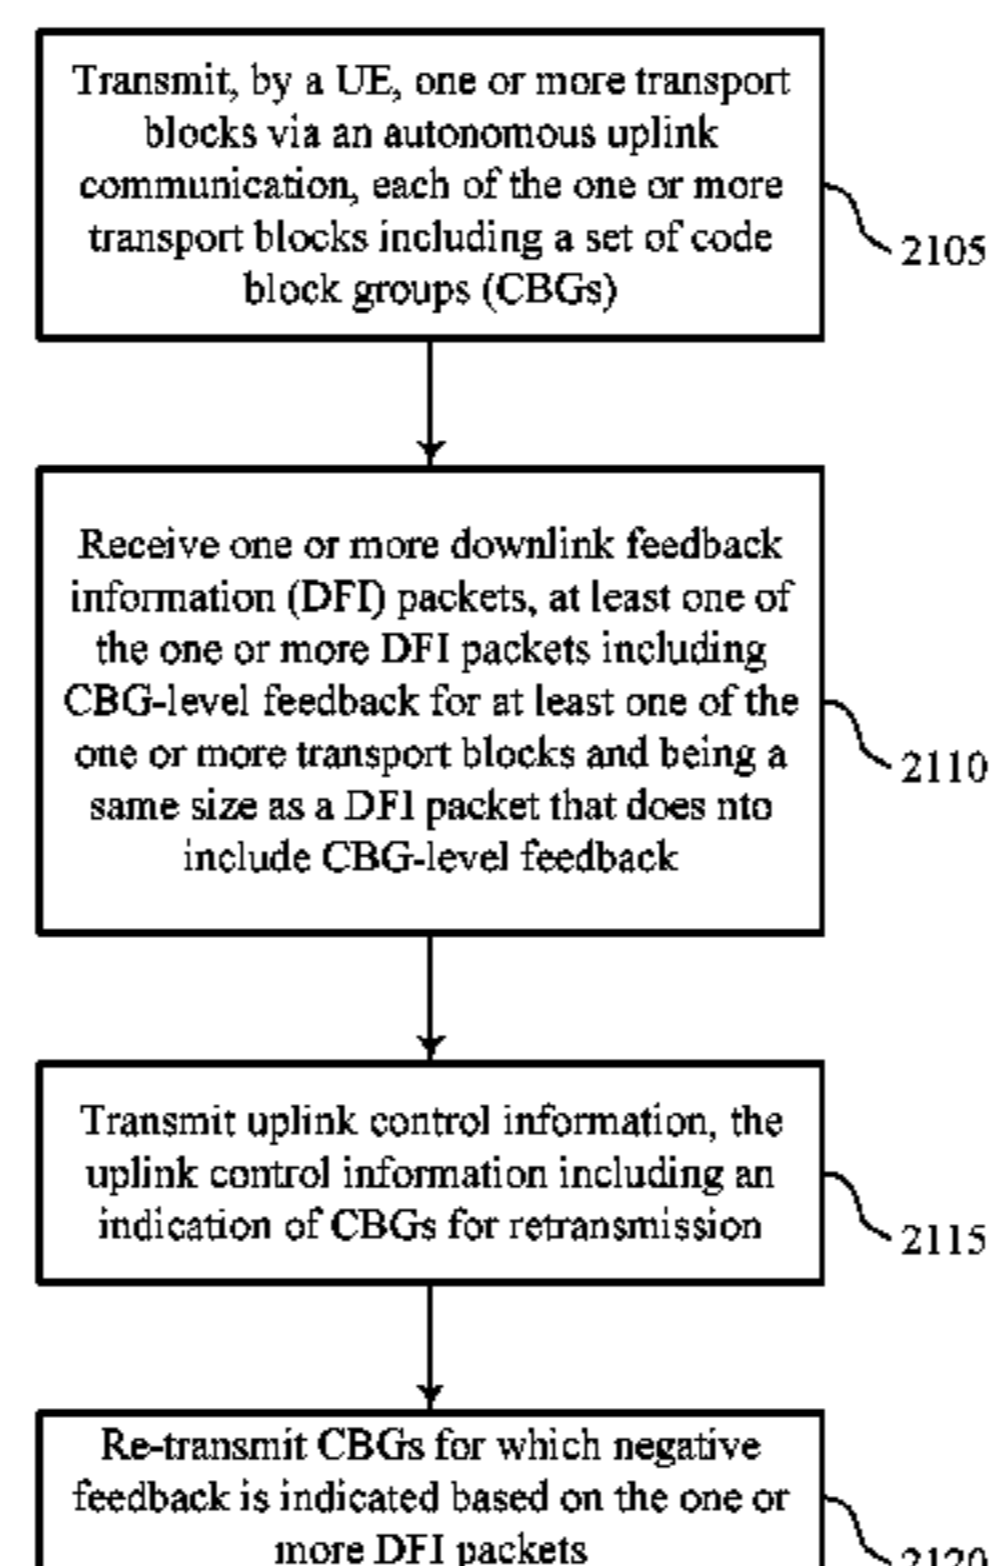 Transmit, by a UE, one or more transport
blocks via an autonomous uplink
communication, each of the one or more
transport blocks including a set of code
block groups (CBGs)
2105
Receive one or more downlink feedback
information (DFI) packets, at least one of
the one or more DFI packets including
CBG-level feedback for at least one of the
one or more transport blocks and being a
same size as a DFI packet that does nto
include CBG-level feedback
2110
Transmit uplink control information, the
uplink control information including an
indication of CBGs for retransmission
2115
Re-transmit CBGs for which negative
feedback is indicated based on the one or
more DFI packets
2120